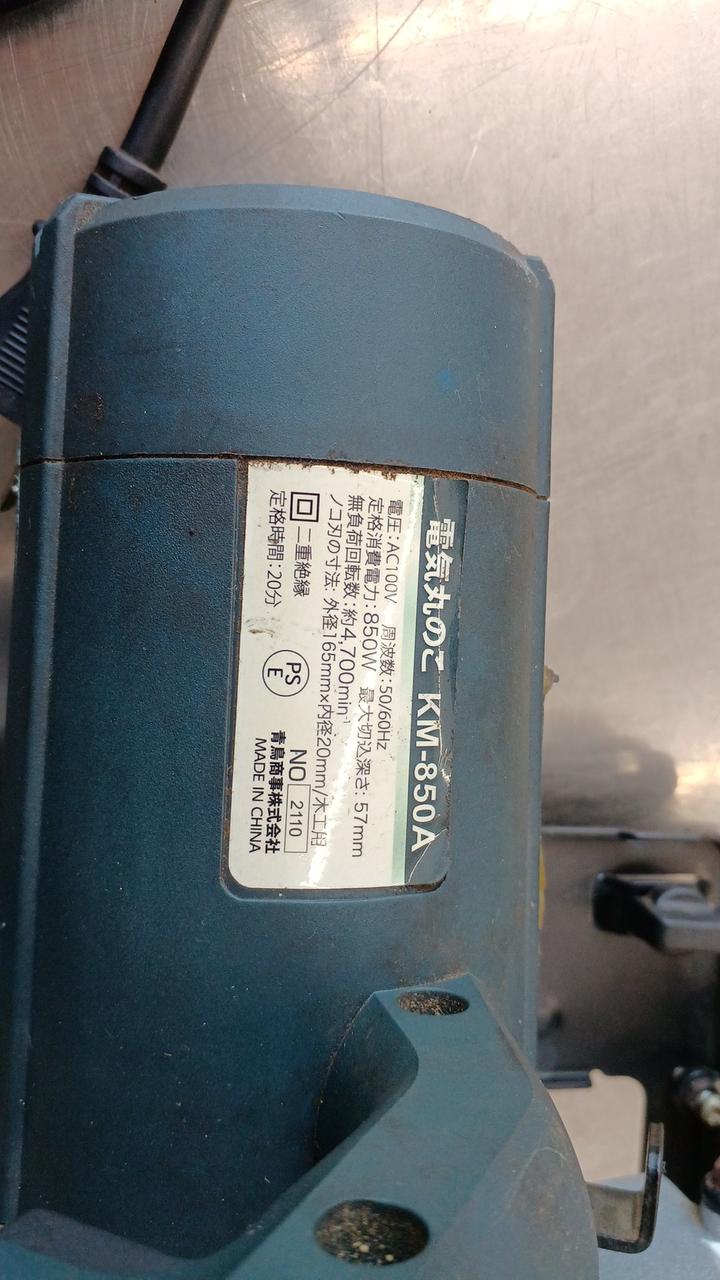 電気丸のこ KM-850A
電圧:AC100V 周波数:50/60Hz
定格消費電力:850W 最大切込深さ:57mm
無負荷回転数:約4,700min⁻¹
ノコ刃の寸法:外径165mm×内径20mm/木工用
二重絶縁
定格時間:20分
PS
E
NO 2110
青鳥商事株式会社
MADE IN CHINA